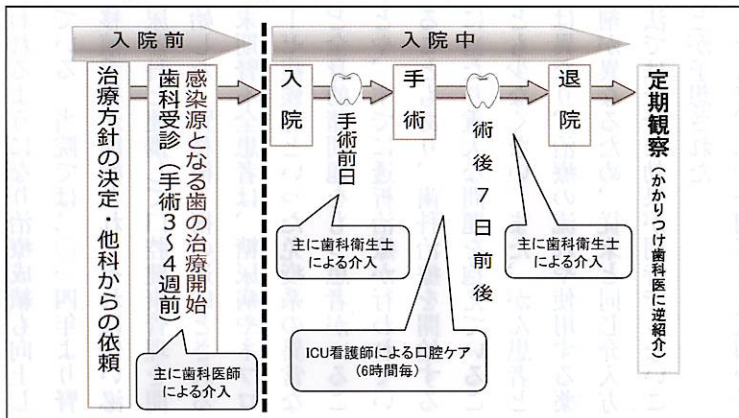 入院前
入院中
治療方針の決定・他科からの依頼
感染源となる歯の治療開始
歯科受診（手術3〜4週前）
入院
手術前日
手術
術後7日前後
退院
定期観察（かかりつけ歯科医に逆紹介）
主に歯科医師
による介入
主に歯科衛生士
による介入
ICU看護師による口腔ケア
（6時間毎）
主に歯科衛生士
による介入